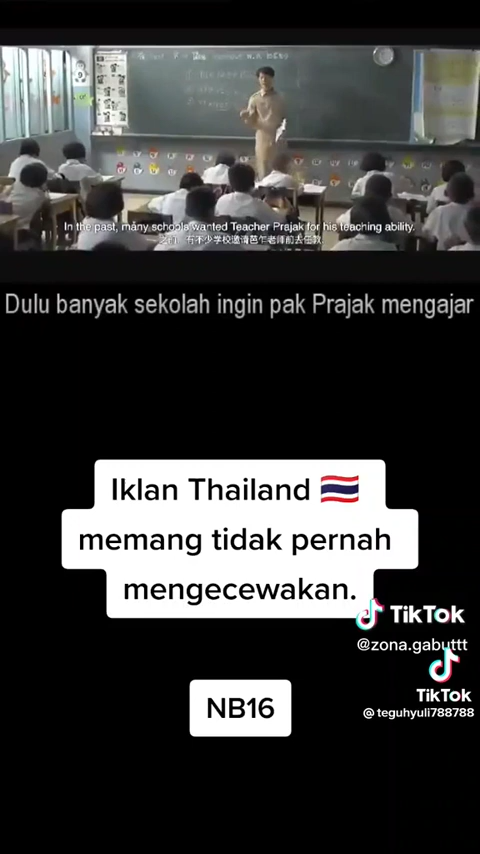 In the past, many schools wanted Teacher Prajak for his teaching ability.
Dulu banyak sekolah ingin pak Prajak mengajar
Iklan Thailand 🇹🇭
memang tidak pernah
mengecewakan.
TikTok
@zona.gabuttt
TikTok
@teguhyuli788788
NB16